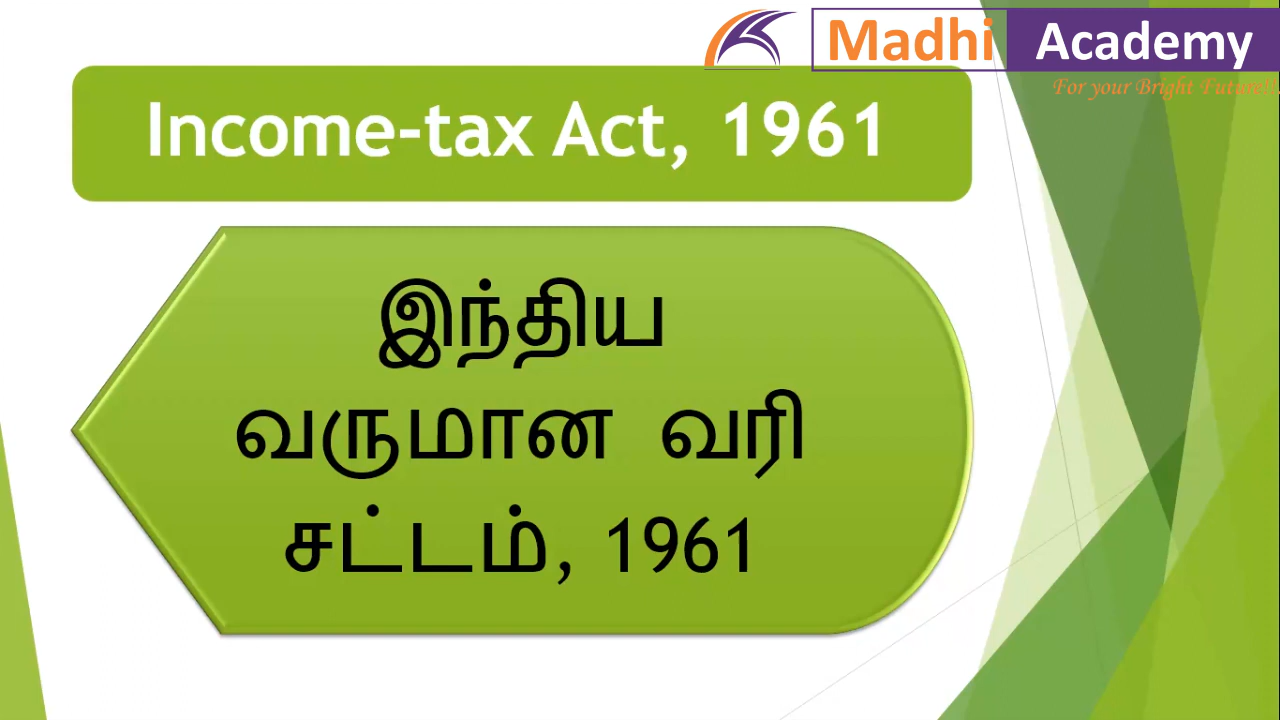 Madhi Academy
For your Bright Future!!.
Income-tax Act, 1961
இந்திய
வருமான வரி
சட்டம், 1961